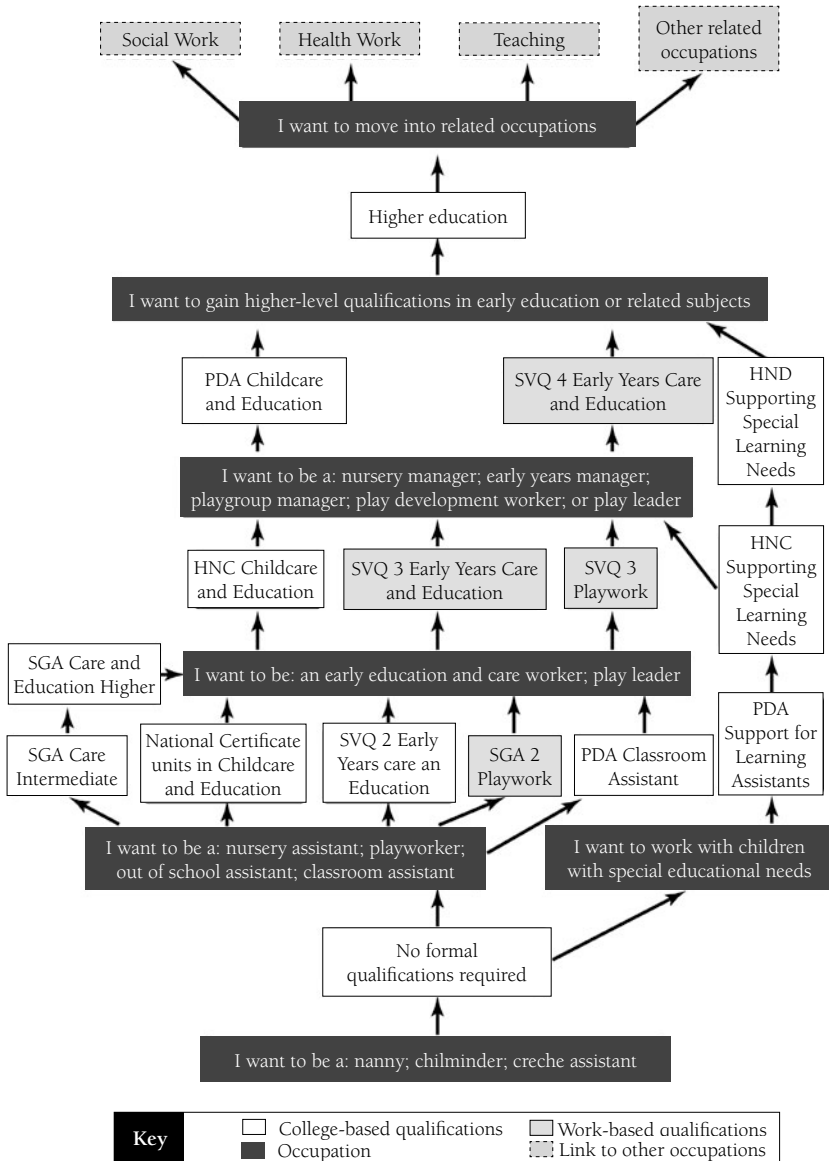 Social Work
Health Work
Teaching
Other related
occupations
I want to move into related occupations
Higher education
I want to gain higher-level qualifications in early education or related subjects
PDA Childcare
and Education
SVQ 4 Early Years Care
and Education
HND
Supporting
Special
Learning
Needs
I want to be a: nursery manager; early years manager;
playgroup manager; play development worker; or play leader
HNC Childcare
and Education
SVQ 3 Early Years Care
and Education
SVQ 3
Playwork
HNC
Supporting
Special
Learning
Needs
SGA Care and
Education Higher
I want to be: an early education and care worker; play leader
SGA Care
Intermediate
National Certificate
units in Childcare
and Education
SVQ 2 Early
Years care an
Education
SGA 2
Playwork
PDA Classroom
Assistant
PDA
Support for
Learning
Assistants
I want to be a: nursery assistant; playworker;
out of school assistant; classroom assistant
I want to work with children
with special educational needs
No formal
qualifications required
I want to be a: nanny; chilminder; creche assistant
Key
College-based qualifications
Work-based qualifications
Occupation
Link to other occupations